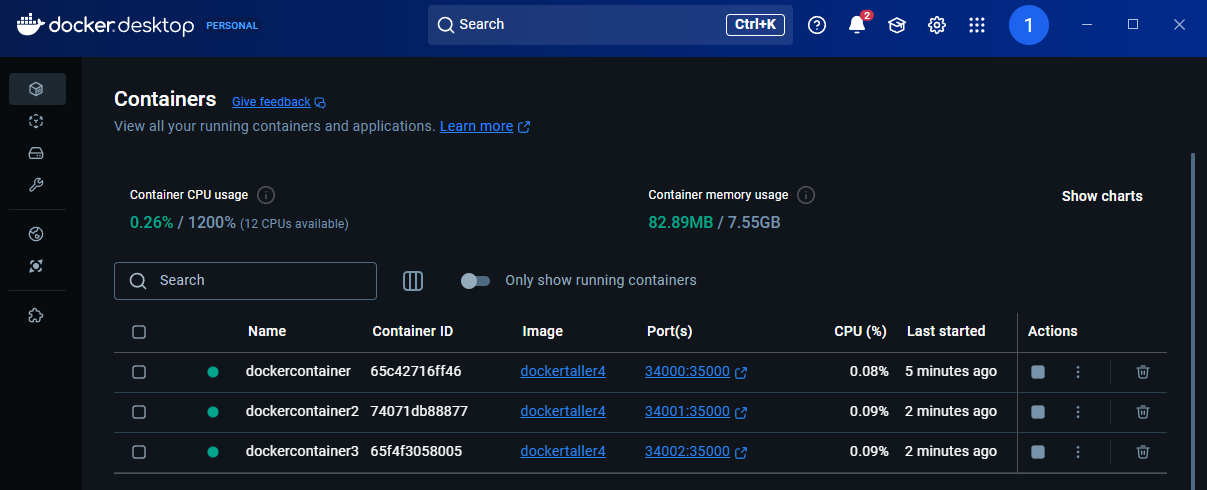 docker.desktop PERSONAL Search Ctrl+K 2 1
Containers Give feedback
View all your running containers and applications. Learn more
Container CPU usage Container memory usage Show charts
0.26% / 1200% (12 CPUs available) 82.89MB / 7.55GB
Search Only show running containers
Name Container ID Image Port(s) CPU (%) Last started Actions
dockercontainer 65c42716ff46 dockertaller4 34000:35000 0.08% 5 minutes ago
dockercontainer2 74071db88877 dockertaller4 34001:35000 0.09% 2 minutes ago
dockercontainer3 65f4f3058005 dockertaller4 34002:35000 0.09% 2 minutes ago